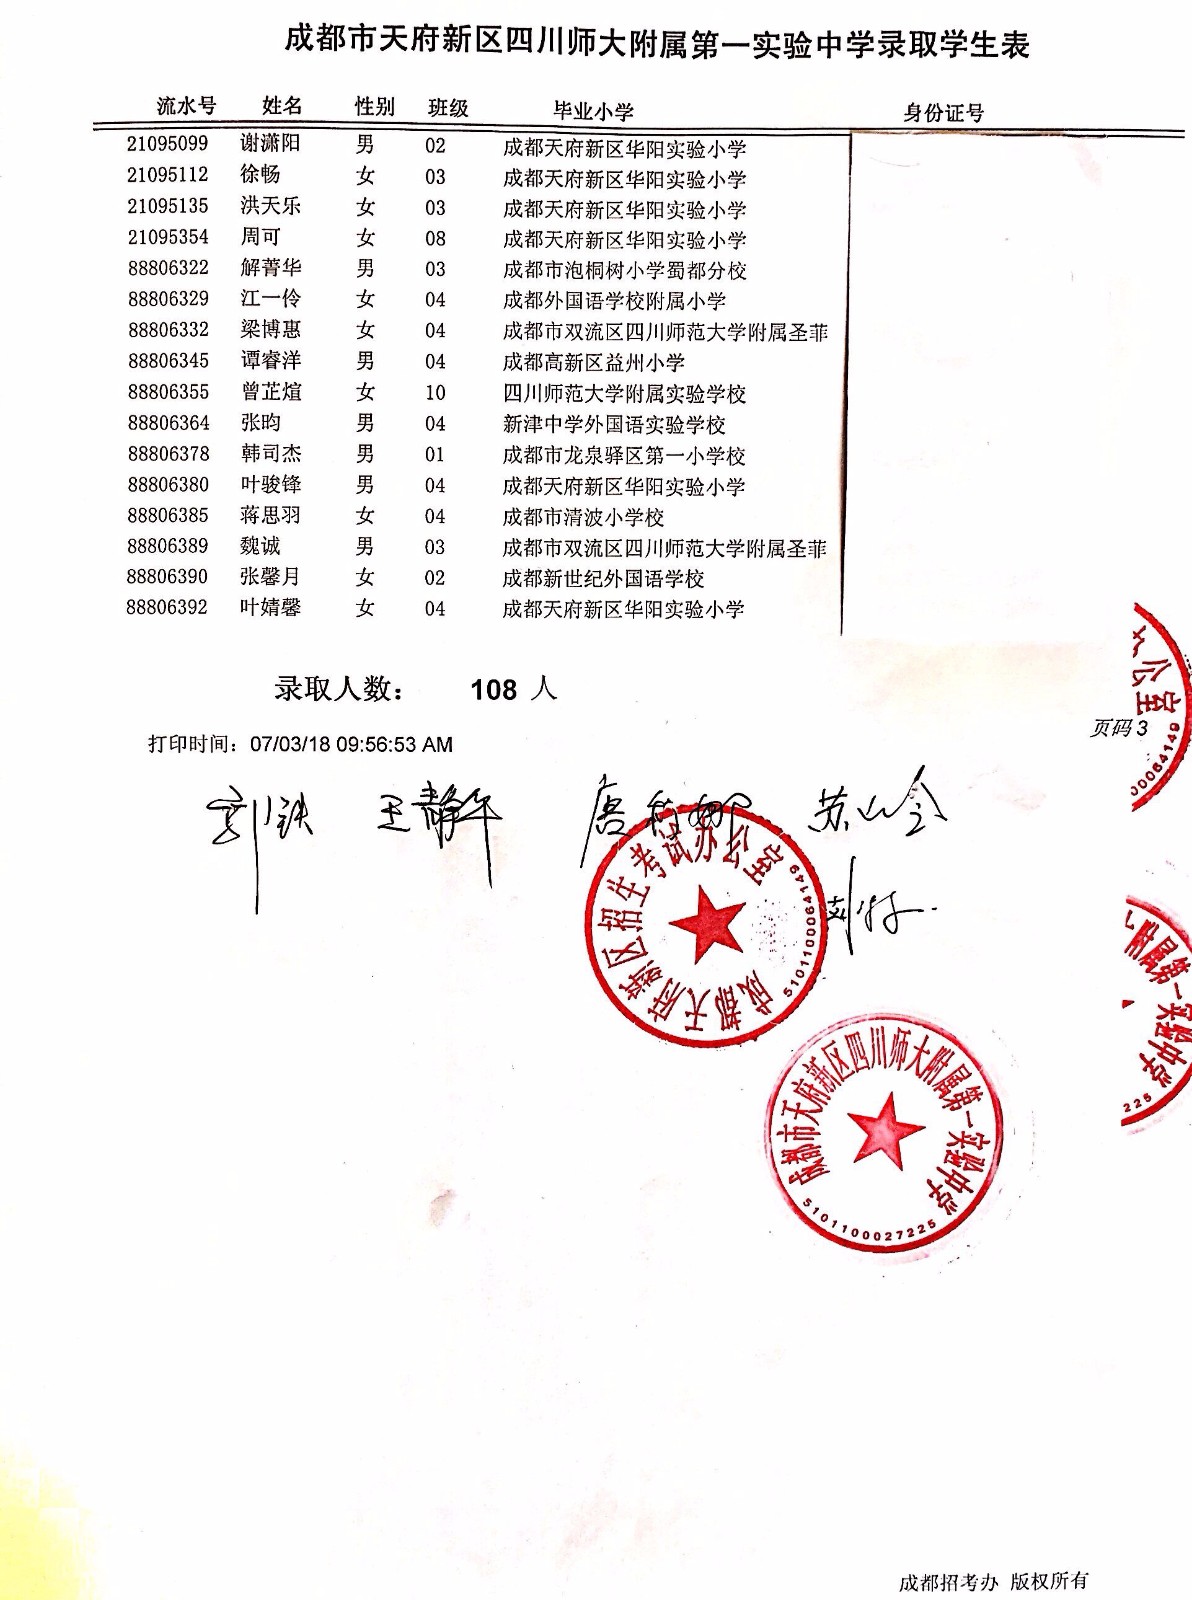 成都市天府新区四川师大附属第一实验中学录取学生表
流水号 姓名 性别 班级 毕业小学 身份证号
21095099 谢潇阳 男 02 成都天府新区华阳实验小学
21095112 徐畅 女 03 成都天府新区华阳实验小学
21095135 洪天乐 女 03 成都天府新区华阳实验小学
21095354 周可 女 08 成都天府新区华阳实验小学
88806322 解菁华 男 03 成都市泡桐树小学蜀都分校
88806329 江一伶 女 04 成都外国语学校附属小学
88806332 梁博惠 女 04 成都市双流区四川师范大学附属圣菲
88806345 谭睿洋 男 04 成都高新区益州小学
88806355 曾芷煊 女 10 四川师范大学附属实验学校
88806364 张昀 男 04 新津中学外国语实验学校
88806378 韩司杰 男 01 成都市龙泉驿区第一小学校
88806380 叶骏锋 男 04 成都天府新区华阳实验小学
88806385 蒋思羽 女 04 成都市清波小学校
88806389 魏诚 男 03 成都市双流区四川师范大学附属圣菲
88806390 张馨月 女 02 成都新世纪外国语学校
88806392 叶婧馨 女 04 成都天府新区华阳实验小学
录取人数： 108 人
公室
00064149
页码 3
打印时间： 07/03/18 09:56:53 AM
王静 苏
成都天府新区招生考试办公室
5101100064149
附属第一实验中学
225
成都市天府新区四川师大附属第一实验中学
5101100027225
成都招考办 版权所有